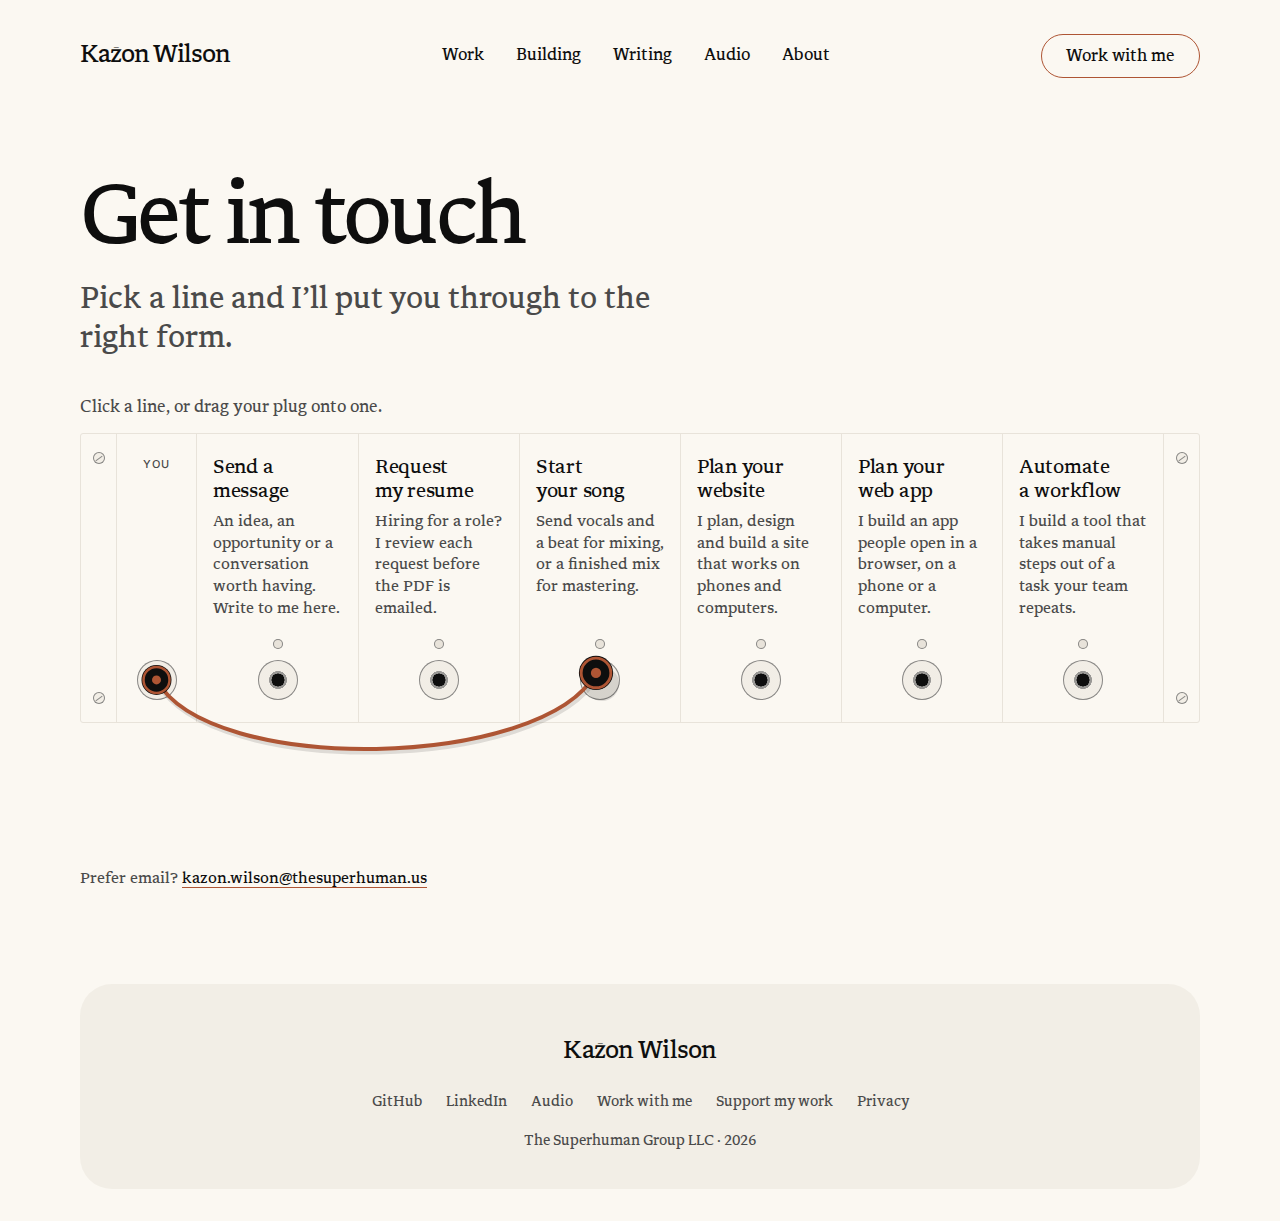 Kazon Wilson
Work Building Writing Audio About
Work with me
Get in touch
Pick a line and I’ll put you through to the
right form.
Click a line, or drag your plug onto one.
YOU
Send a
message
An idea, an
opportunity or a
conversation
worth having.
Write to me here.
Request
my resume
Hiring for a role?
I review each
request before
the PDF is
emailed.
Start
your song
Send vocals and
a beat for mixing,
or a finished mix
for mastering.
Plan your
website
I plan, design
and build a site
that works on
phones and
computers.
Plan your
web app
I build an app
people open in a
browser, on a
phone or a
computer.
Automate
a workflow
I build a tool that
takes manual
steps out of a
task your team
repeats.
Prefer email? kazon.wilson@thesuperhuman.us
Kazon Wilson
GitHub LinkedIn Audio Work with me Support my work Privacy
The Superhuman Group LLC · 2026